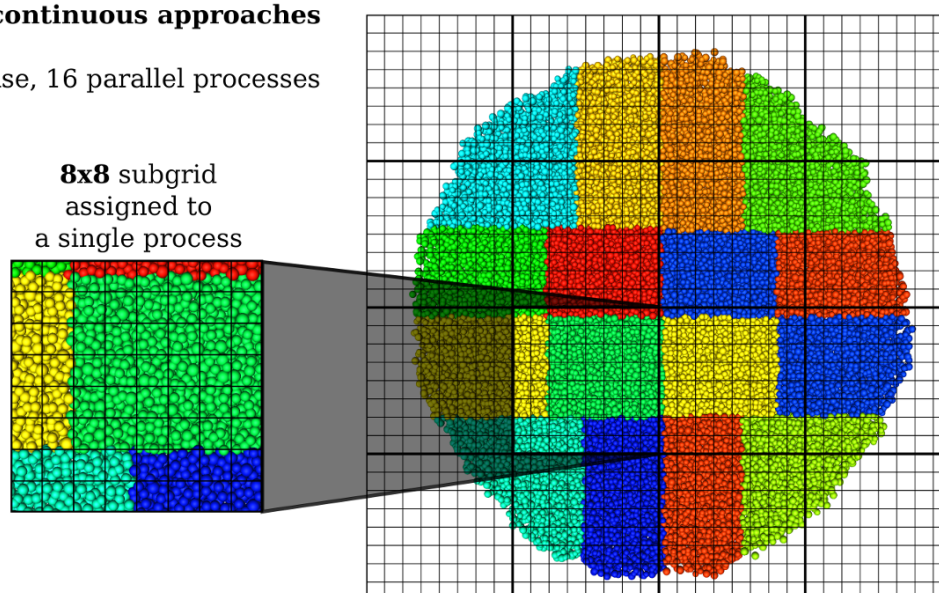 continuous approaches
16 parallel processes
8x8 subgrid
assigned to
a single process